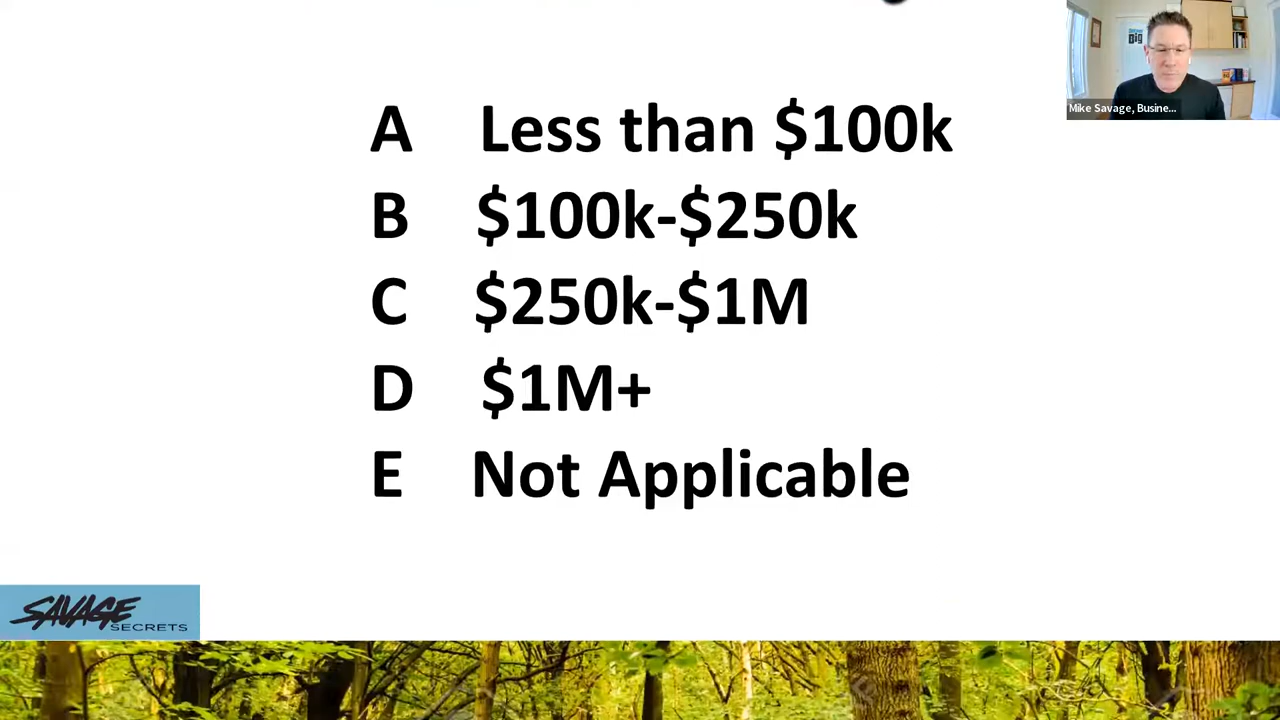 A Less than $100k
B $100k-$250k
C $250k-$1M
D $1M+
E Not Applicable
Mike Savage, Busine...
SAVAGE
SECRETS